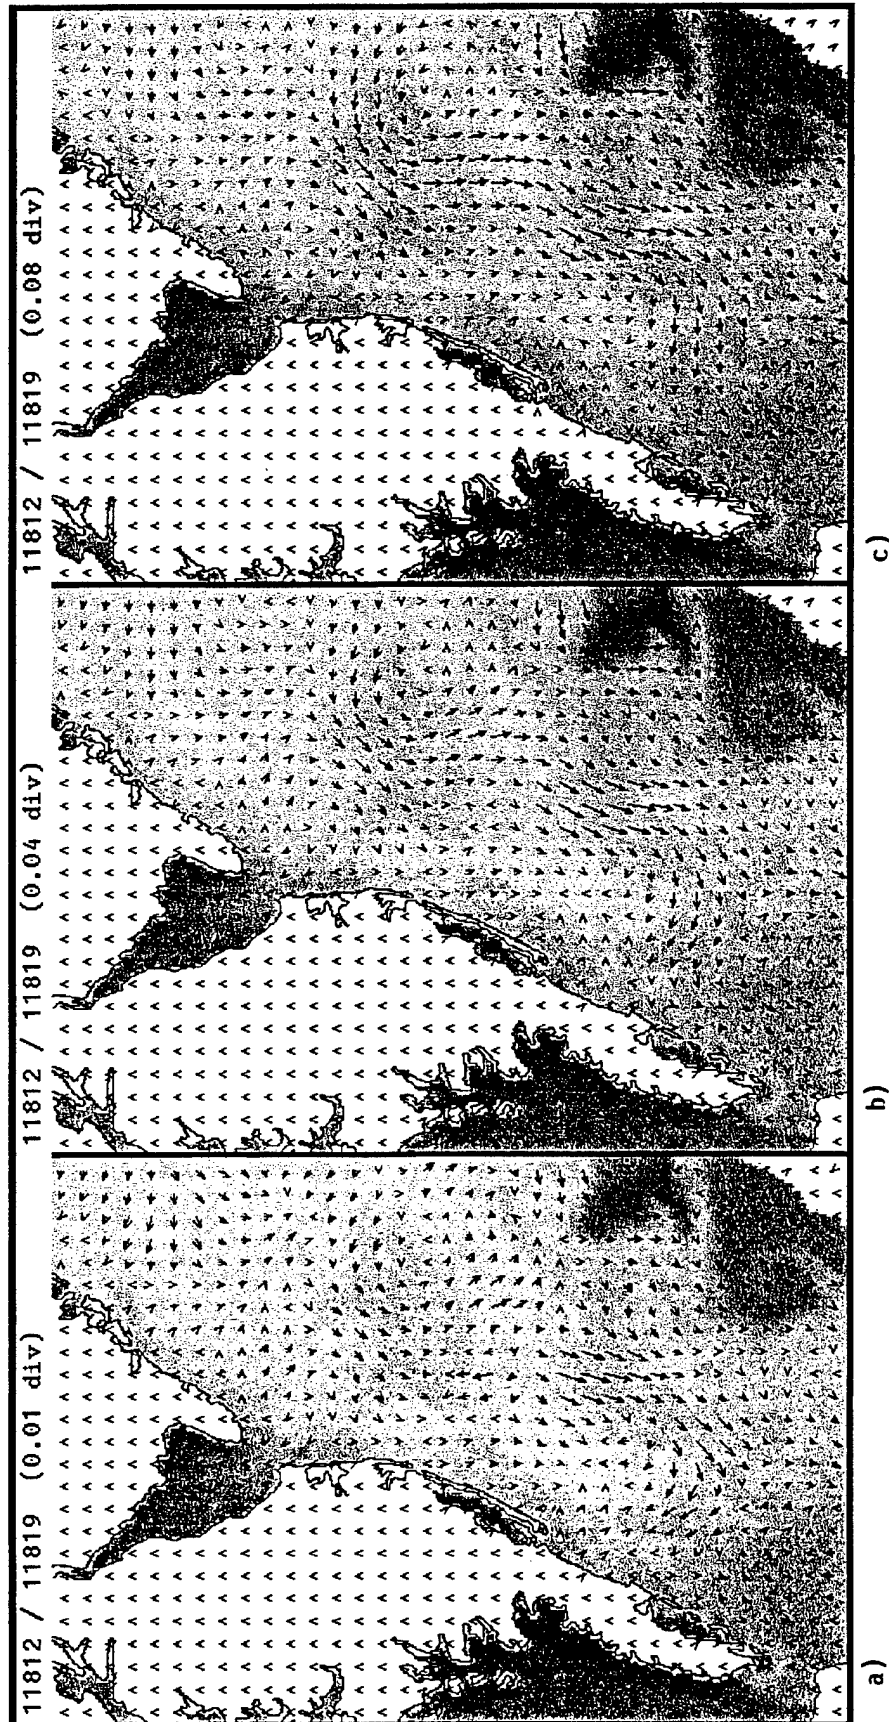 11812 / 11819 (0.01 div)
a)
11812 / 11819 (0.04 div)
b)
11812 / 11819 (0.08 div)
c)